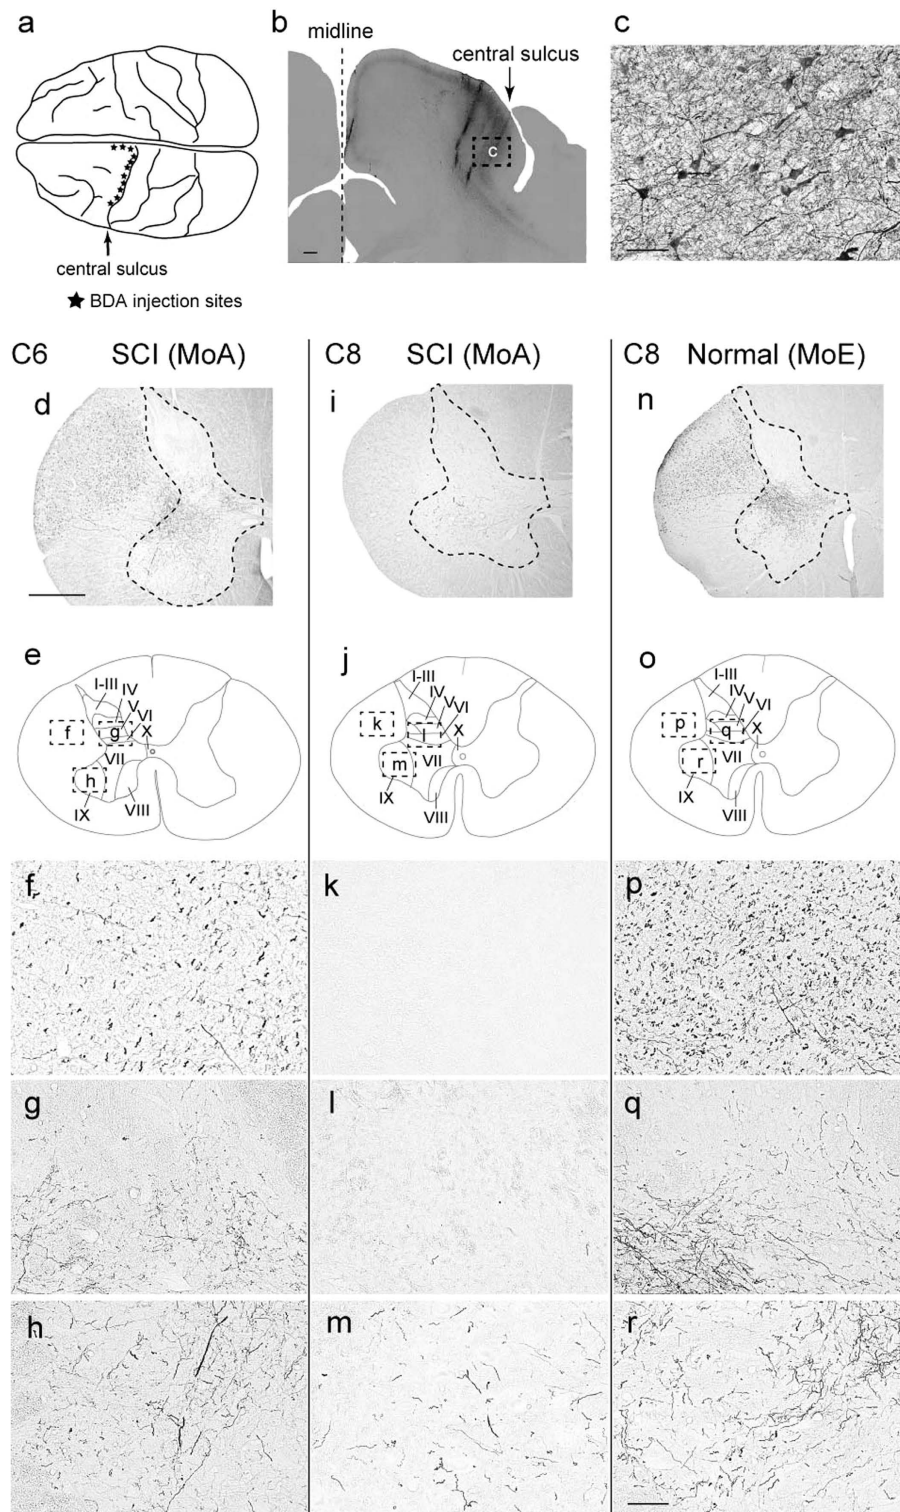 a
central sulcus
BDA injection sites
b
midline
central sulcus
c
c
C6 SCI (MoA)
C8 SCI (MoA)
C8 Normal (MoE)
d
i
n
e
I-III
IV
V
VI
X
f
g
VII
h
IX
VIII
j
I-III
IV
V
VI
X
k
l
VII
m
IX
VIII
o
I-III
IV
V
VI
X
p
q
VII
r
IX
VIII
f
k
p
g
l
q
h
m
r